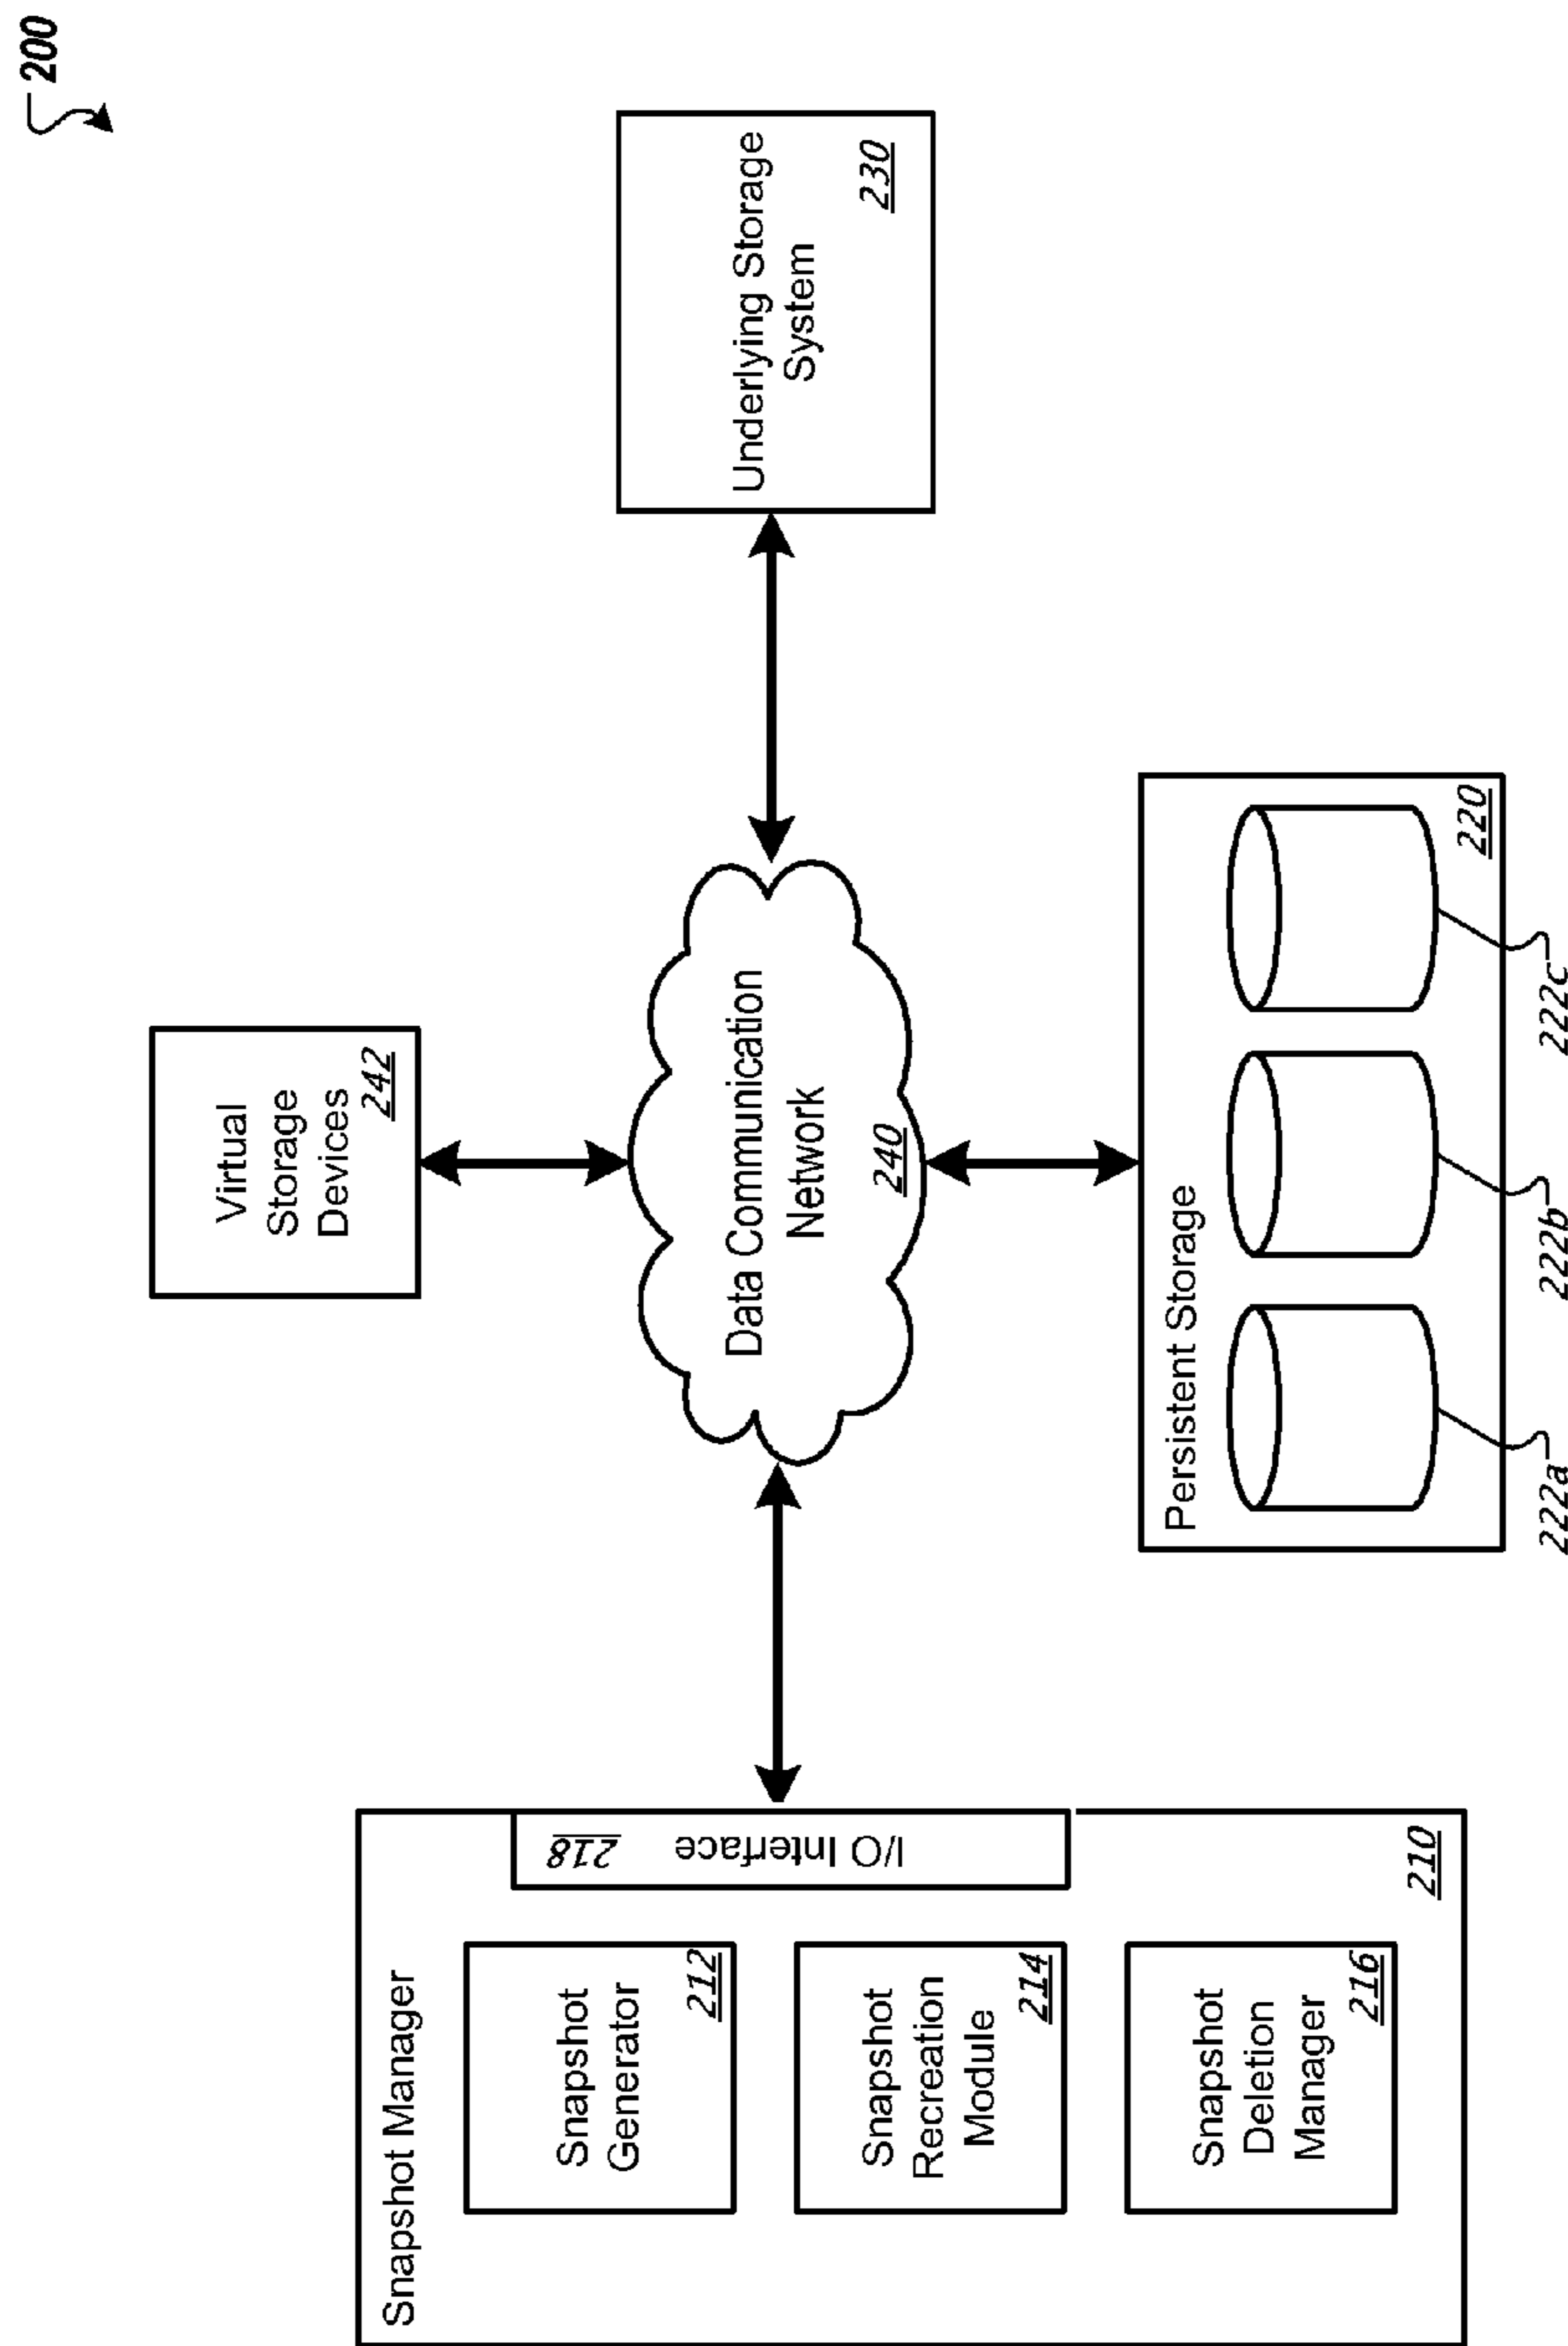 200
Snapshot Manager
Snapshot
Generator
212
Snapshot
Recreation
Module
214
Snapshot
Deletion
Manager
216
I/O Interface 218
210
Virtual
Storage
Devices
242
Data Communication
Network
240
Underlying Storage
System
230
Persistent Storage
220
222a
222b
222c